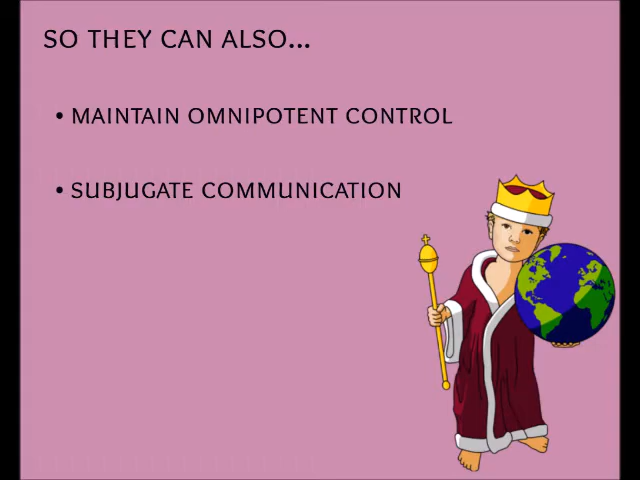 SO THEY CAN ALSO...
• MAINTAIN OMNIPOTENT CONTROL
• SUBJUGATE COMMUNICATION